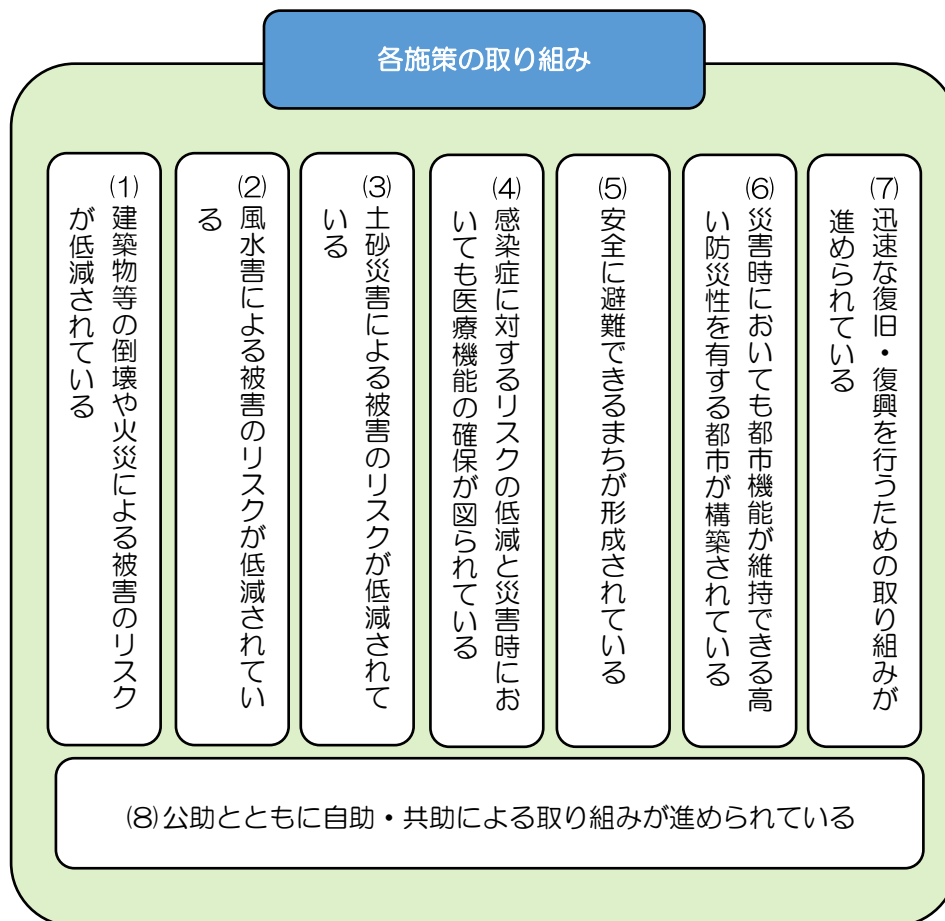 各施策の取り組み
(1)建築物等の倒壊や火災による被害のリスク
が低減されている
(2)風水害による被害のリスクが低減されてい
る
(3)土砂災害による被害のリスクが低減されて
いる
(4)感染症に対するリスクの低減と災害時にお
いても医療機能の確保が図られている
(5)安全に避難できるまちが形成されている
(6)災害時においても都市機能が維持できる高
い防災性を有する都市が構築されている
(7)迅速な復旧・復興を行うための取り組みが
進められている
(8)公助とともに自助・共助による取り組みが進められている